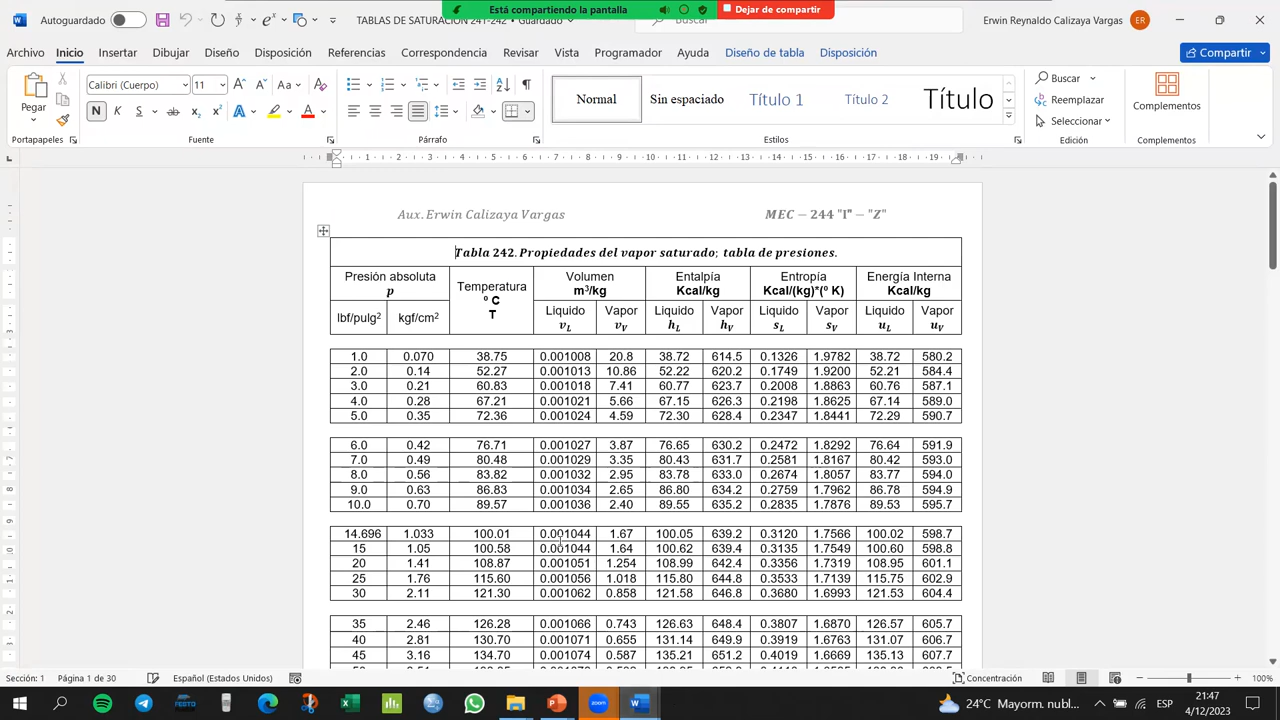 Autoguardado
TABLAS DE SATURACIÓN 241-242 • Guardado
Está compartiendo la pantalla
Dejar de compartir
Buscar
Erwin Reynaldo Calizaya Vargas
ER
Archivo Inicio Insertar Dibujar Diseño Disposición Referencias Correspondencia Revisar Vista Programador Ayuda Diseño de tabla Disposición
Compartir
Calibri (Cuerpo) 11
Pegar
Normal Sin espaciado Título 1 Título 2 Título
Buscar
Reemplazar
Seleccionar
Complementos
Portapapeles Fuente Párrafo Estilos Edición Complementos
Aux. Erwin Calizaya Vargas MEC − 244 "I" − "Z"
Tabla 242. Propiedades del vapor saturado; tabla de presiones.
Presión absoluta p Temperatura º C T Volumen m³/kg Entalpía Kcal/kg Entropía Kcal/(kg)*(º K) Energía Interna Kcal/kg
lbf/pulg² kgf/cm² Liquido v_L Vapor v_V Liquido h_L Vapor h_V Liquido s_L Vapor s_V Liquido u_L Vapor u_V
1.0 0.070 38.75 0.001008 20.8 38.72 614.5 0.1326 1.9782 38.72 580.2
2.0 0.14 52.27 0.001013 10.86 52.22 620.2 0.1749 1.9200 52.21 584.4
3.0 0.21 60.83 0.001018 7.41 60.77 623.7 0.2008 1.8863 60.76 587.1
4.0 0.28 67.21 0.001021 5.66 67.15 626.3 0.2198 1.8625 67.14 589.0
5.0 0.35 72.36 0.001024 4.59 72.30 628.4 0.2347 1.8441 72.29 590.7
6.0 0.42 76.71 0.001027 3.87 76.65 630.2 0.2472 1.8292 76.64 591.9
7.0 0.49 80.48 0.001029 3.35 80.43 631.7 0.2581 1.8167 80.42 593.0
8.0 0.56 83.82 0.001032 2.95 83.78 633.0 0.2674 1.8057 83.77 594.0
9.0 0.63 86.83 0.001034 2.65 86.80 634.2 0.2759 1.7962 86.78 594.9
10.0 0.70 89.57 0.001036 2.40 89.55 635.2 0.2835 1.7876 89.53 595.7
14.696 1.033 100.01 0.001044 1.67 100.05 639.2 0.3120 1.7566 100.02 598.7
15 1.05 100.58 0.001044 1.64 100.62 639.4 0.3135 1.7549 100.60 598.8
20 1.41 108.87 0.001051 1.254 108.99 642.4 0.3356 1.7319 108.95 601.1
25 1.76 115.60 0.001056 1.018 115.80 644.8 0.3533 1.7139 115.75 602.9
30 2.11 121.30 0.001062 0.858 121.58 646.8 0.3680 1.6993 121.53 604.4
35 2.46 126.28 0.001066 0.743 126.63 648.4 0.3807 1.6870 126.57 605.7
40 2.81 130.70 0.001071 0.655 131.14 649.9 0.3919 1.6763 131.07 606.7
45 3.16 134.70 0.001074 0.587 135.21 651.2 0.4019 1.6669 135.13 607.7
Sección: 1 Página 1 de 30 Español (Estados Unidos) Concentración 100%
24°C Mayorm. nubl... ESP 21:47
4/12/2023